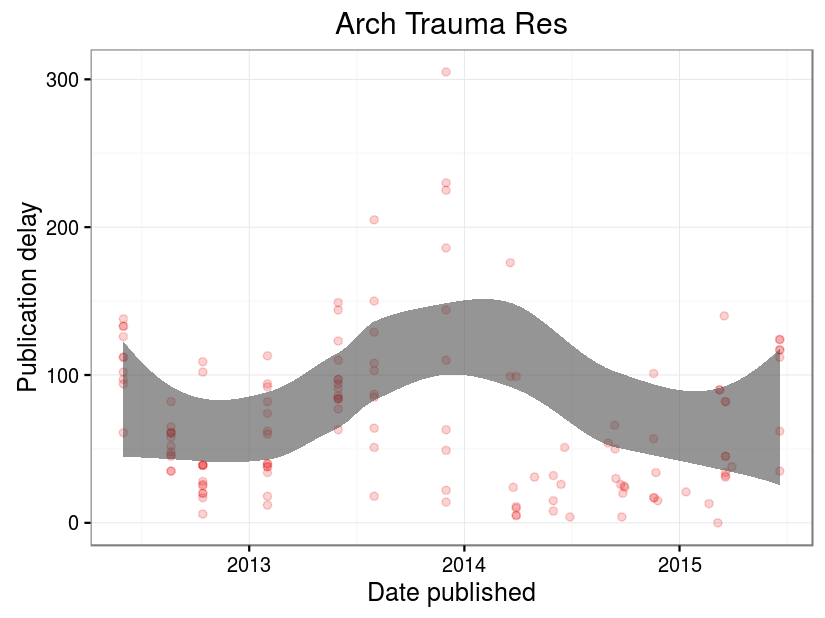 Arch Trauma Res
Publication delay
300
200
100
0
2013
2014
2015
Date published